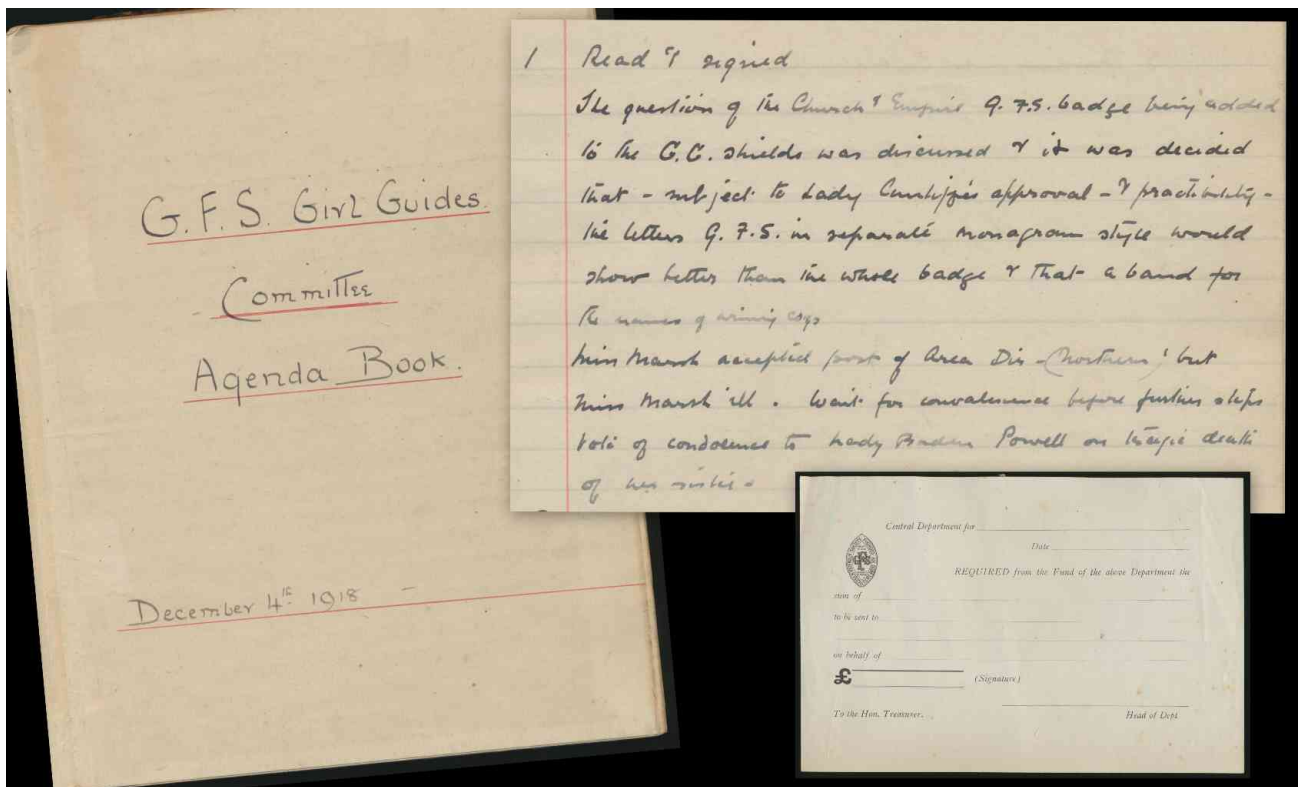 G.F.S. Girl Guides.
Committee
Agenda Book.
December 4th 1918 -
1 Read & signed
The question of the Church & Empire G.F.S. badge being added
to the G.G. shields was discussed & it was decided
that - subject to Lady approval - & practicability -
the letters G.F.S. in separate monogram style would
show better than the whole badge & that a band for
the names of winning coys
Miss Marsh accepted post of Area Dir - (Northern) but
Miss Marsh ill. Wait for convalescence before further steps
Vote of condolence to Lady Baden Powell on tragic death
of her sister -
Central Department for
Date
REQUIRED from the Fund of the above Department the
sum of
to be sent to
on behalf of
£ (Signature)
To the Hon. Treasurer. Head of Dept